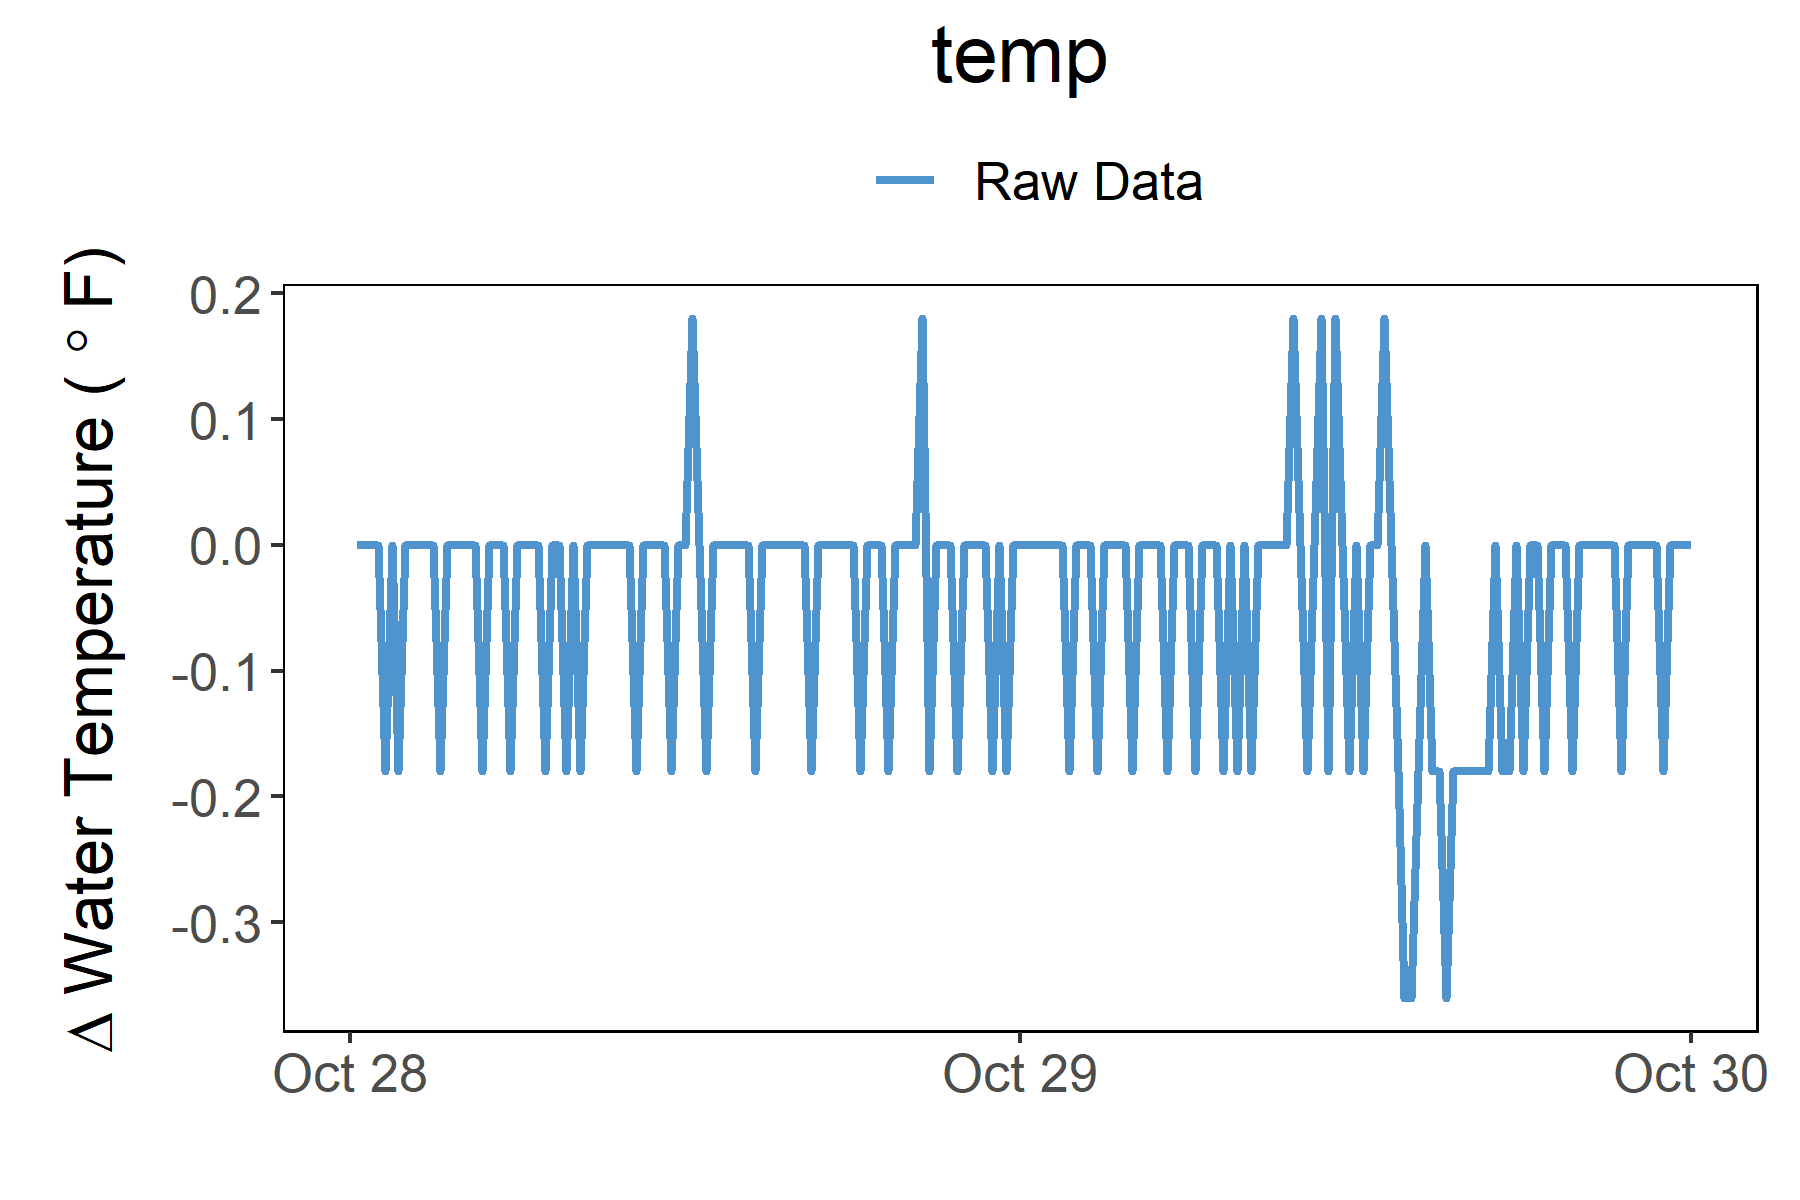 temp
Raw Data
Δ Water Temperature ( ° F)
0.2
0.1
0.0
-0.1
-0.2
-0.3
Oct 28
Oct 29
Oct 30